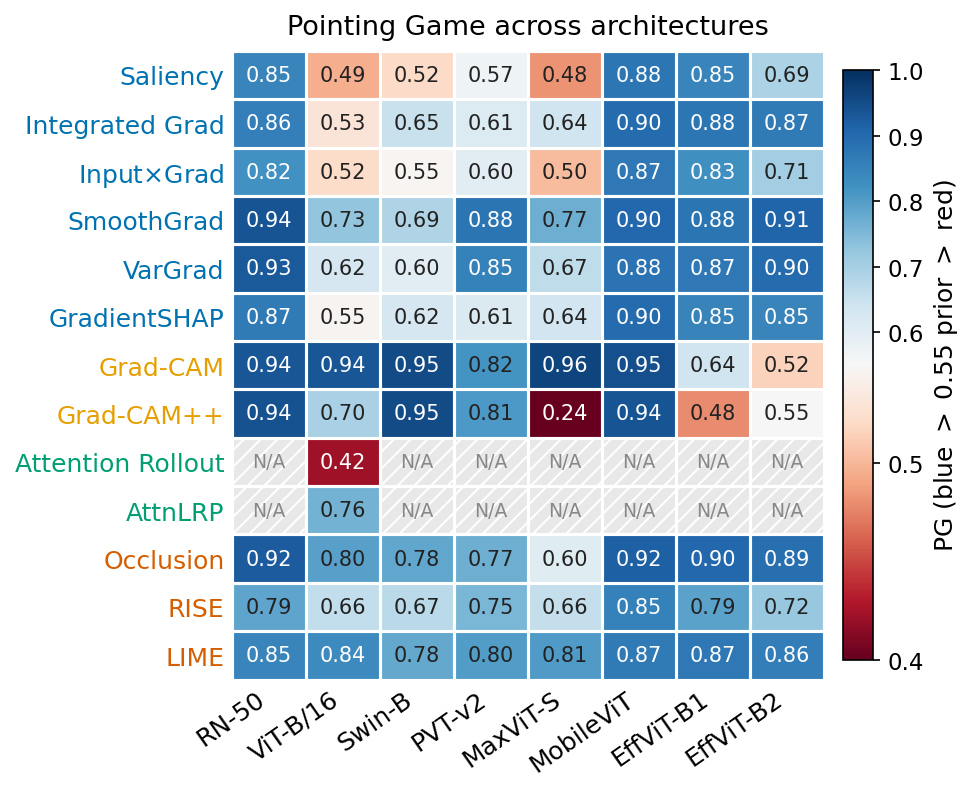 Pointing Game across architectures
Saliency 0.85 0.49 0.52 0.57 0.48 0.88 0.85 0.69
Integrated Grad 0.86 0.53 0.65 0.61 0.64 0.90 0.88 0.87
Input×Grad 0.82 0.52 0.55 0.60 0.50 0.87 0.83 0.71
SmoothGrad 0.94 0.73 0.69 0.88 0.77 0.90 0.88 0.91
VarGrad 0.93 0.62 0.60 0.85 0.67 0.88 0.87 0.90
GradientSHAP 0.87 0.55 0.62 0.61 0.64 0.90 0.85 0.85
Grad-CAM 0.94 0.94 0.95 0.82 0.96 0.95 0.64 0.52
Grad-CAM++ 0.94 0.70 0.95 0.81 0.24 0.94 0.48 0.55
Attention Rollout N/A 0.42 N/A N/A N/A N/A N/A N/A
AttnLRP N/A 0.76 N/A N/A N/A N/A N/A N/A
Occlusion 0.92 0.80 0.78 0.77 0.60 0.92 0.90 0.89
RISE 0.79 0.66 0.67 0.75 0.66 0.85 0.79 0.72
LIME 0.85 0.84 0.78 0.80 0.81 0.87 0.87 0.86
RN-50 ViT-B/16 Swin-B PVT-v2 MaxViT-S MobileViT EffViT-B1 EffViT-B2
1.0
0.9
0.8
0.7
0.6
0.5
0.4
PG (blue > 0.55 prior > red)